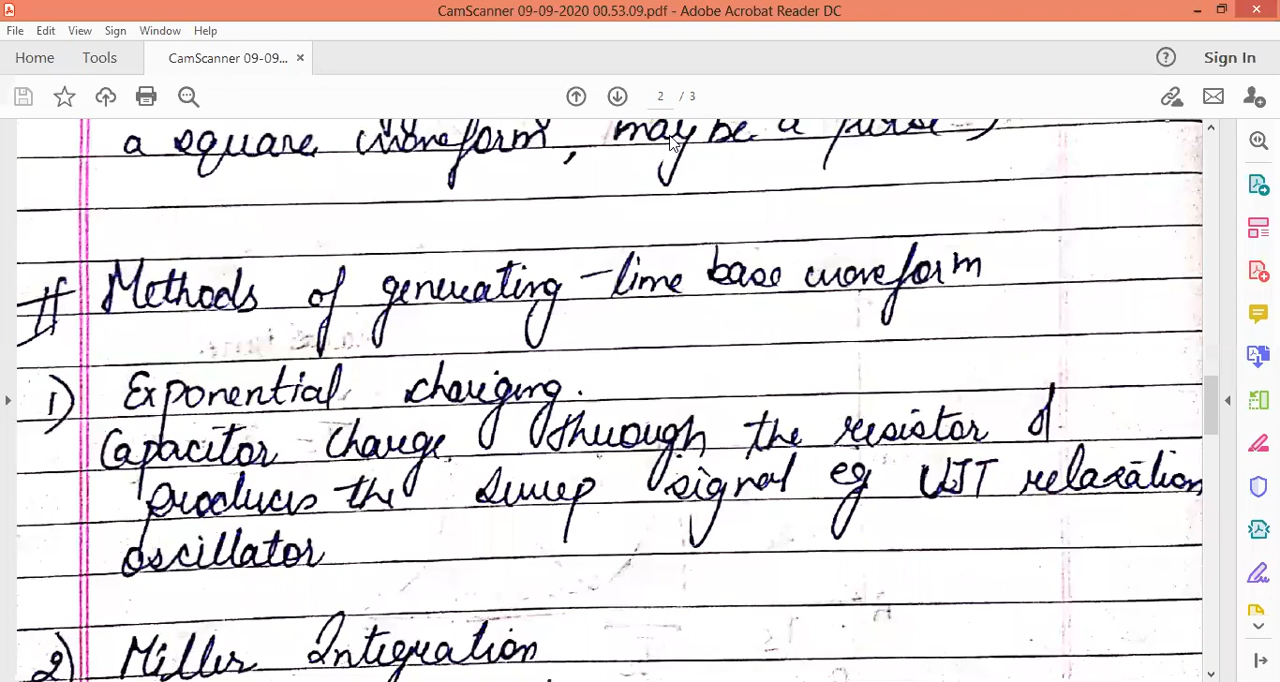 CamScanner 09-09-2020 00.53.09.pdf - Adobe Acrobat Reader DC
File Edit View Sign Window Help
Home Tools CamScanner 09-09... × Sign In
2 / 3
a square waveform, may be a pulse)
# Methods of generating time base waveform
1) Exponential charging.
Capacitor charge through the resistor &
produces the sweep signal eg UJT relaxation
oscillator
2) Miller Integration